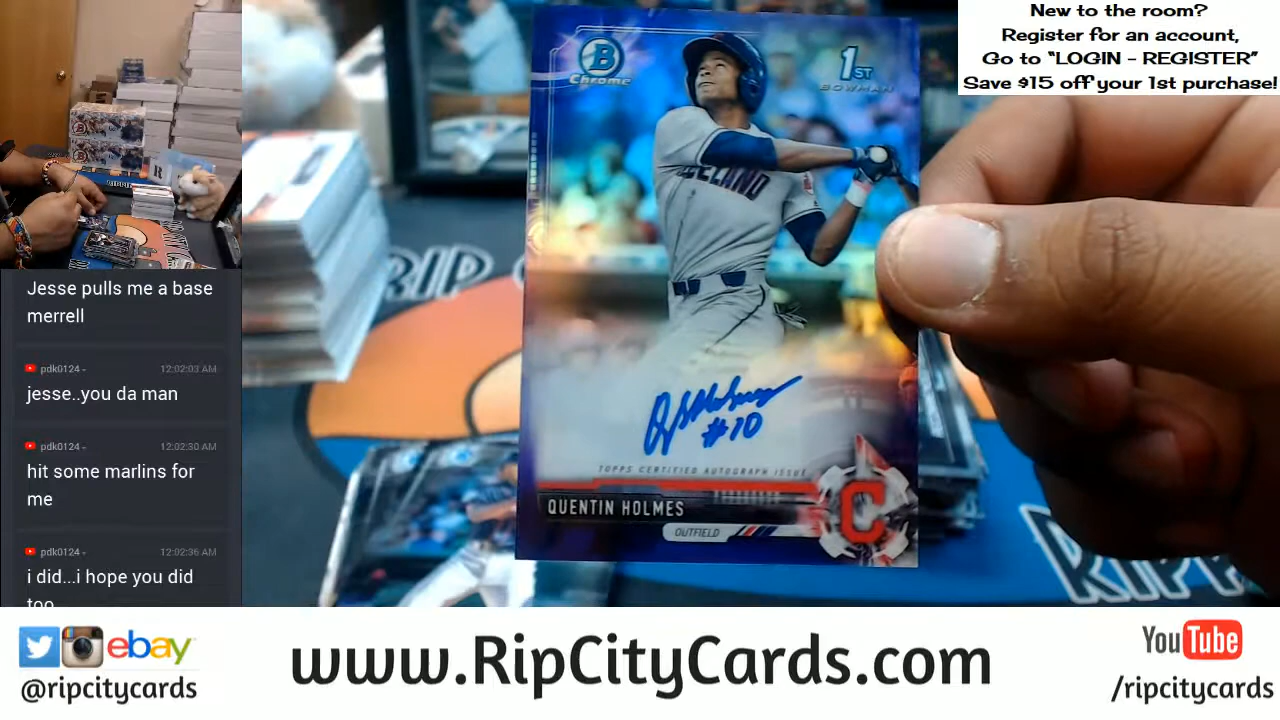 New to the room?
Register for an account,
Go to “LOGIN - REGISTER”
Save $15 off your 1st purchase!
B
Chrome
1ST
BOWMAN
RIP
#10
TOPPS CERTIFIED AUTOGRAPH ISSUE
QUENTIN HOLMES
OUTFIELD
C
Jesse pulls me a base
merrell
pdk0124 - 12:02:03 AM
jesse..you da man
pdk0124 - 12:02:30 AM
hit some marlins for
me
pdk0124 - 12:02:36 AM
i did...i hope you did
too
ebay
@ripcitycards
www.RipCityCards.com
YouTube
/ripcitycards